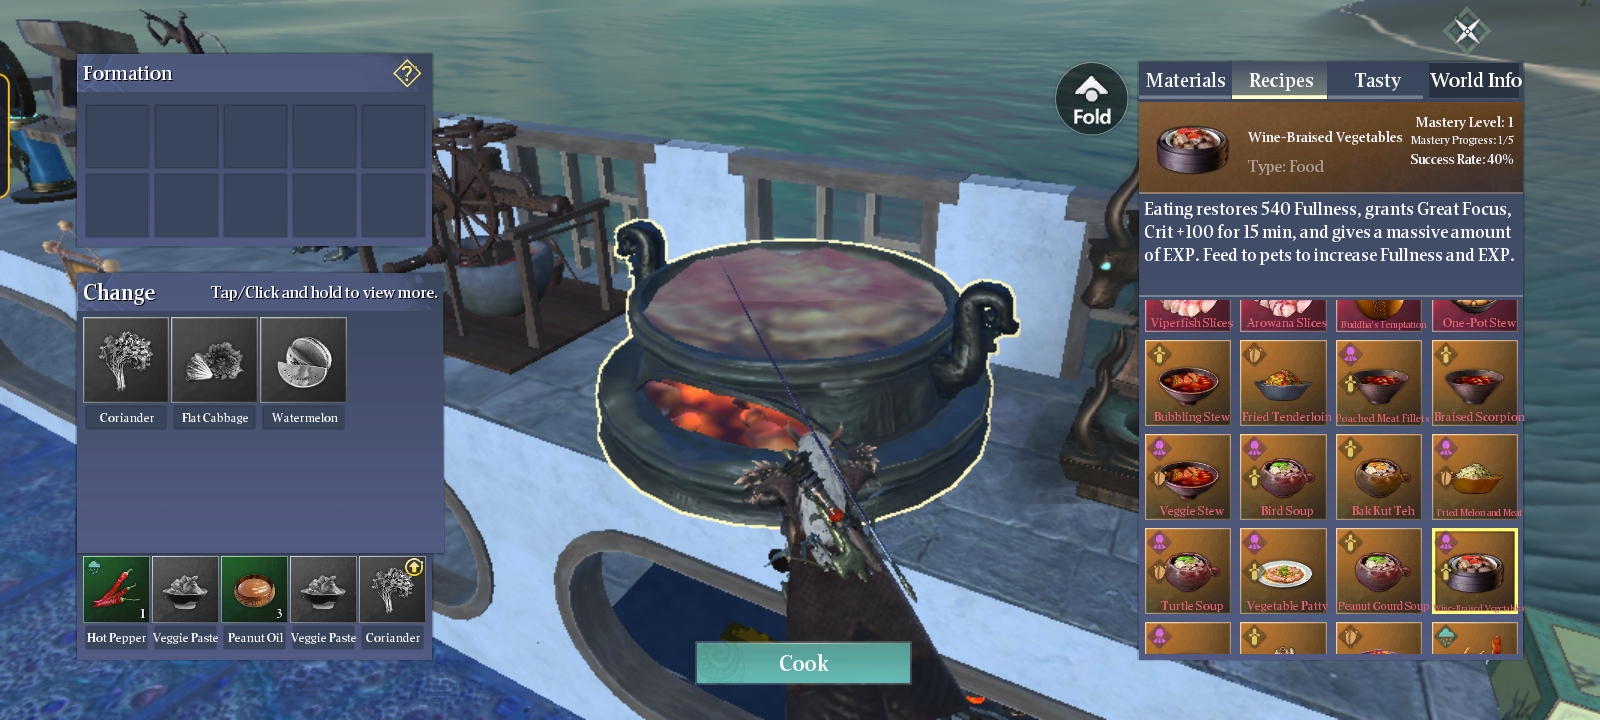 Formation
Change
Tap/Click and hold to view more.
Coriander
Flat Cabbage
Watermelon
1
3
Hot Pepper
Veggie Paste
Peanut Oil
Veggie Paste
Coriander
Fold
Cook
Materials
Recipes
Tasty
World Info
Wine-Braised Vegetables
Type: Food
Mastery Level: 1
Mastery Progress: 1/5
Success Rate: 40%
Eating restores 540 Fullness, grants Great Focus,
Crit +100 for 15 min, and gives a massive amount
of EXP. Feed to pets to increase Fullness and EXP.
Viperfish Slices
Arowana Slices
Buddha's Temptation
One-Pot Stew
Bubbling Stew
Fried Tenderloin
Poached Meat Fillets
Braised Scorpion
Veggie Stew
Bird Soup
Bak Kut Teh
Fried Melon and Meat
Turtle Soup
Vegetable Patty
Peanut Gourd Soup
Wine-Braised Vegetables